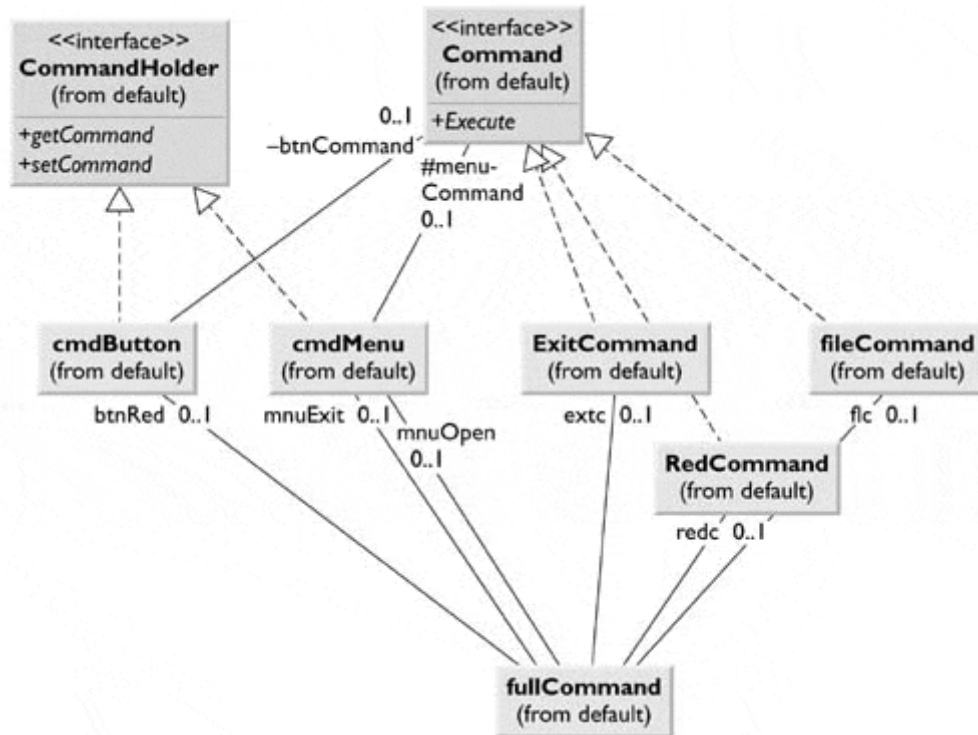 <<interface>>
CommandHolder
(from default)
+getCommand
+setCommand
<<interface>>
Command
(from default)
+Execute
0..1
–btnCommand
#menu-
Command
0..1
cmdButton
(from default)
cmdMenu
(from default)
ExitCommand
(from default)
fileCommand
(from default)
btnRed 0..1
mnuExit 0..1
mnuOpen
0..1
extc 0..1
flc 0..1
RedCommand
(from default)
redc 0..1
fullCommand
(from default)